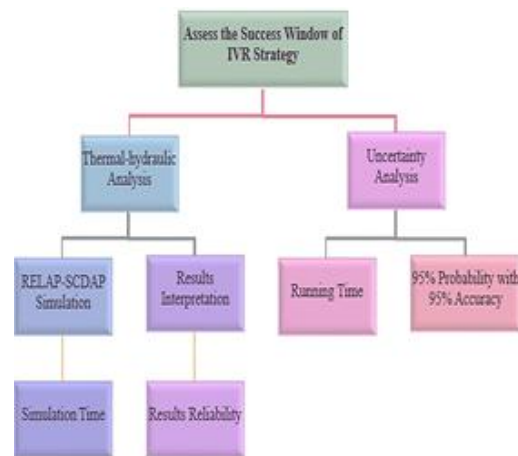 Assess the Success Window of
IVR Strategy
Thermal-hydraulic
Analysis
Uncertainty
Analysis
RELAP-SCDAP
Simulation
Results
Interpretation
Running Time
95% Probability with
95% Accuracy
Simulation Time
Results Reliability